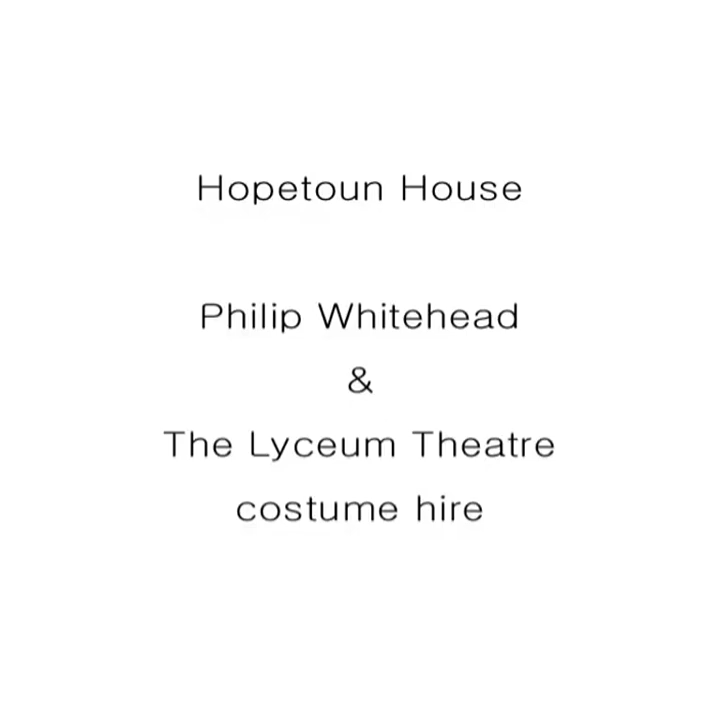 Hopetoun House
Philip Whitehead
&
The Lyceum Theatre
costume hire